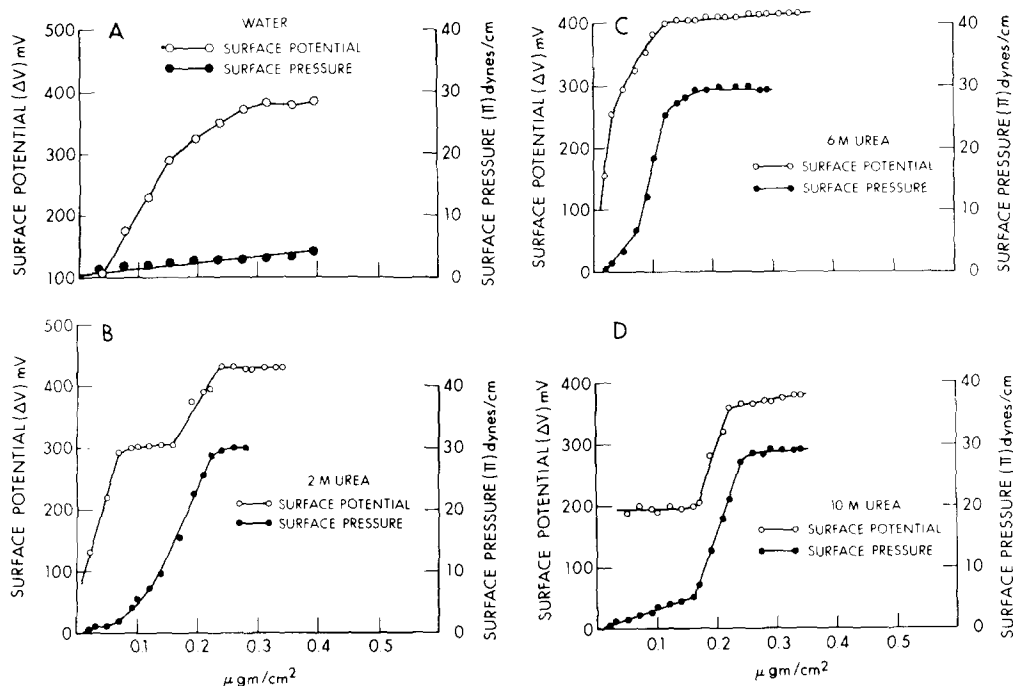 A
WATER
SURFACE POTENTIAL
SURFACE PRESSURE
500
400
300
200
100
SURFACE POTENTIAL (ΔV) mV
40
30
20
10
0
SURFACE PRESSURE (Π) dynes/cm
C
6 M UREA
SURFACE POTENTIAL
SURFACE PRESSURE
400
300
200
100
0
SURFACE POTENTIAL (ΔV) mV
40
30
20
10
0
SURFACE PRESSURE (Π) dynes/cm
B
2 M UREA
SURFACE POTENTIAL
SURFACE PRESSURE
500
400
300
200
100
0
SURFACE POTENTIAL (ΔV) mV
40
30
20
10
0
SURFACE PRESSURE (Π) dynes/cm
0.1 0.2 0.3 0.4 0.5
μ gm/cm²
D
10 M UREA
SURFACE POTENTIAL
SURFACE PRESSURE
400
300
200
100
0
SURFACE POTENTIAL (ΔV) mV
40
30
20
10
0
SURFACE PRESSURE (Π) dynes/cm
0.1 0.2 0.3 0.4 0.5
μ gm/cm²